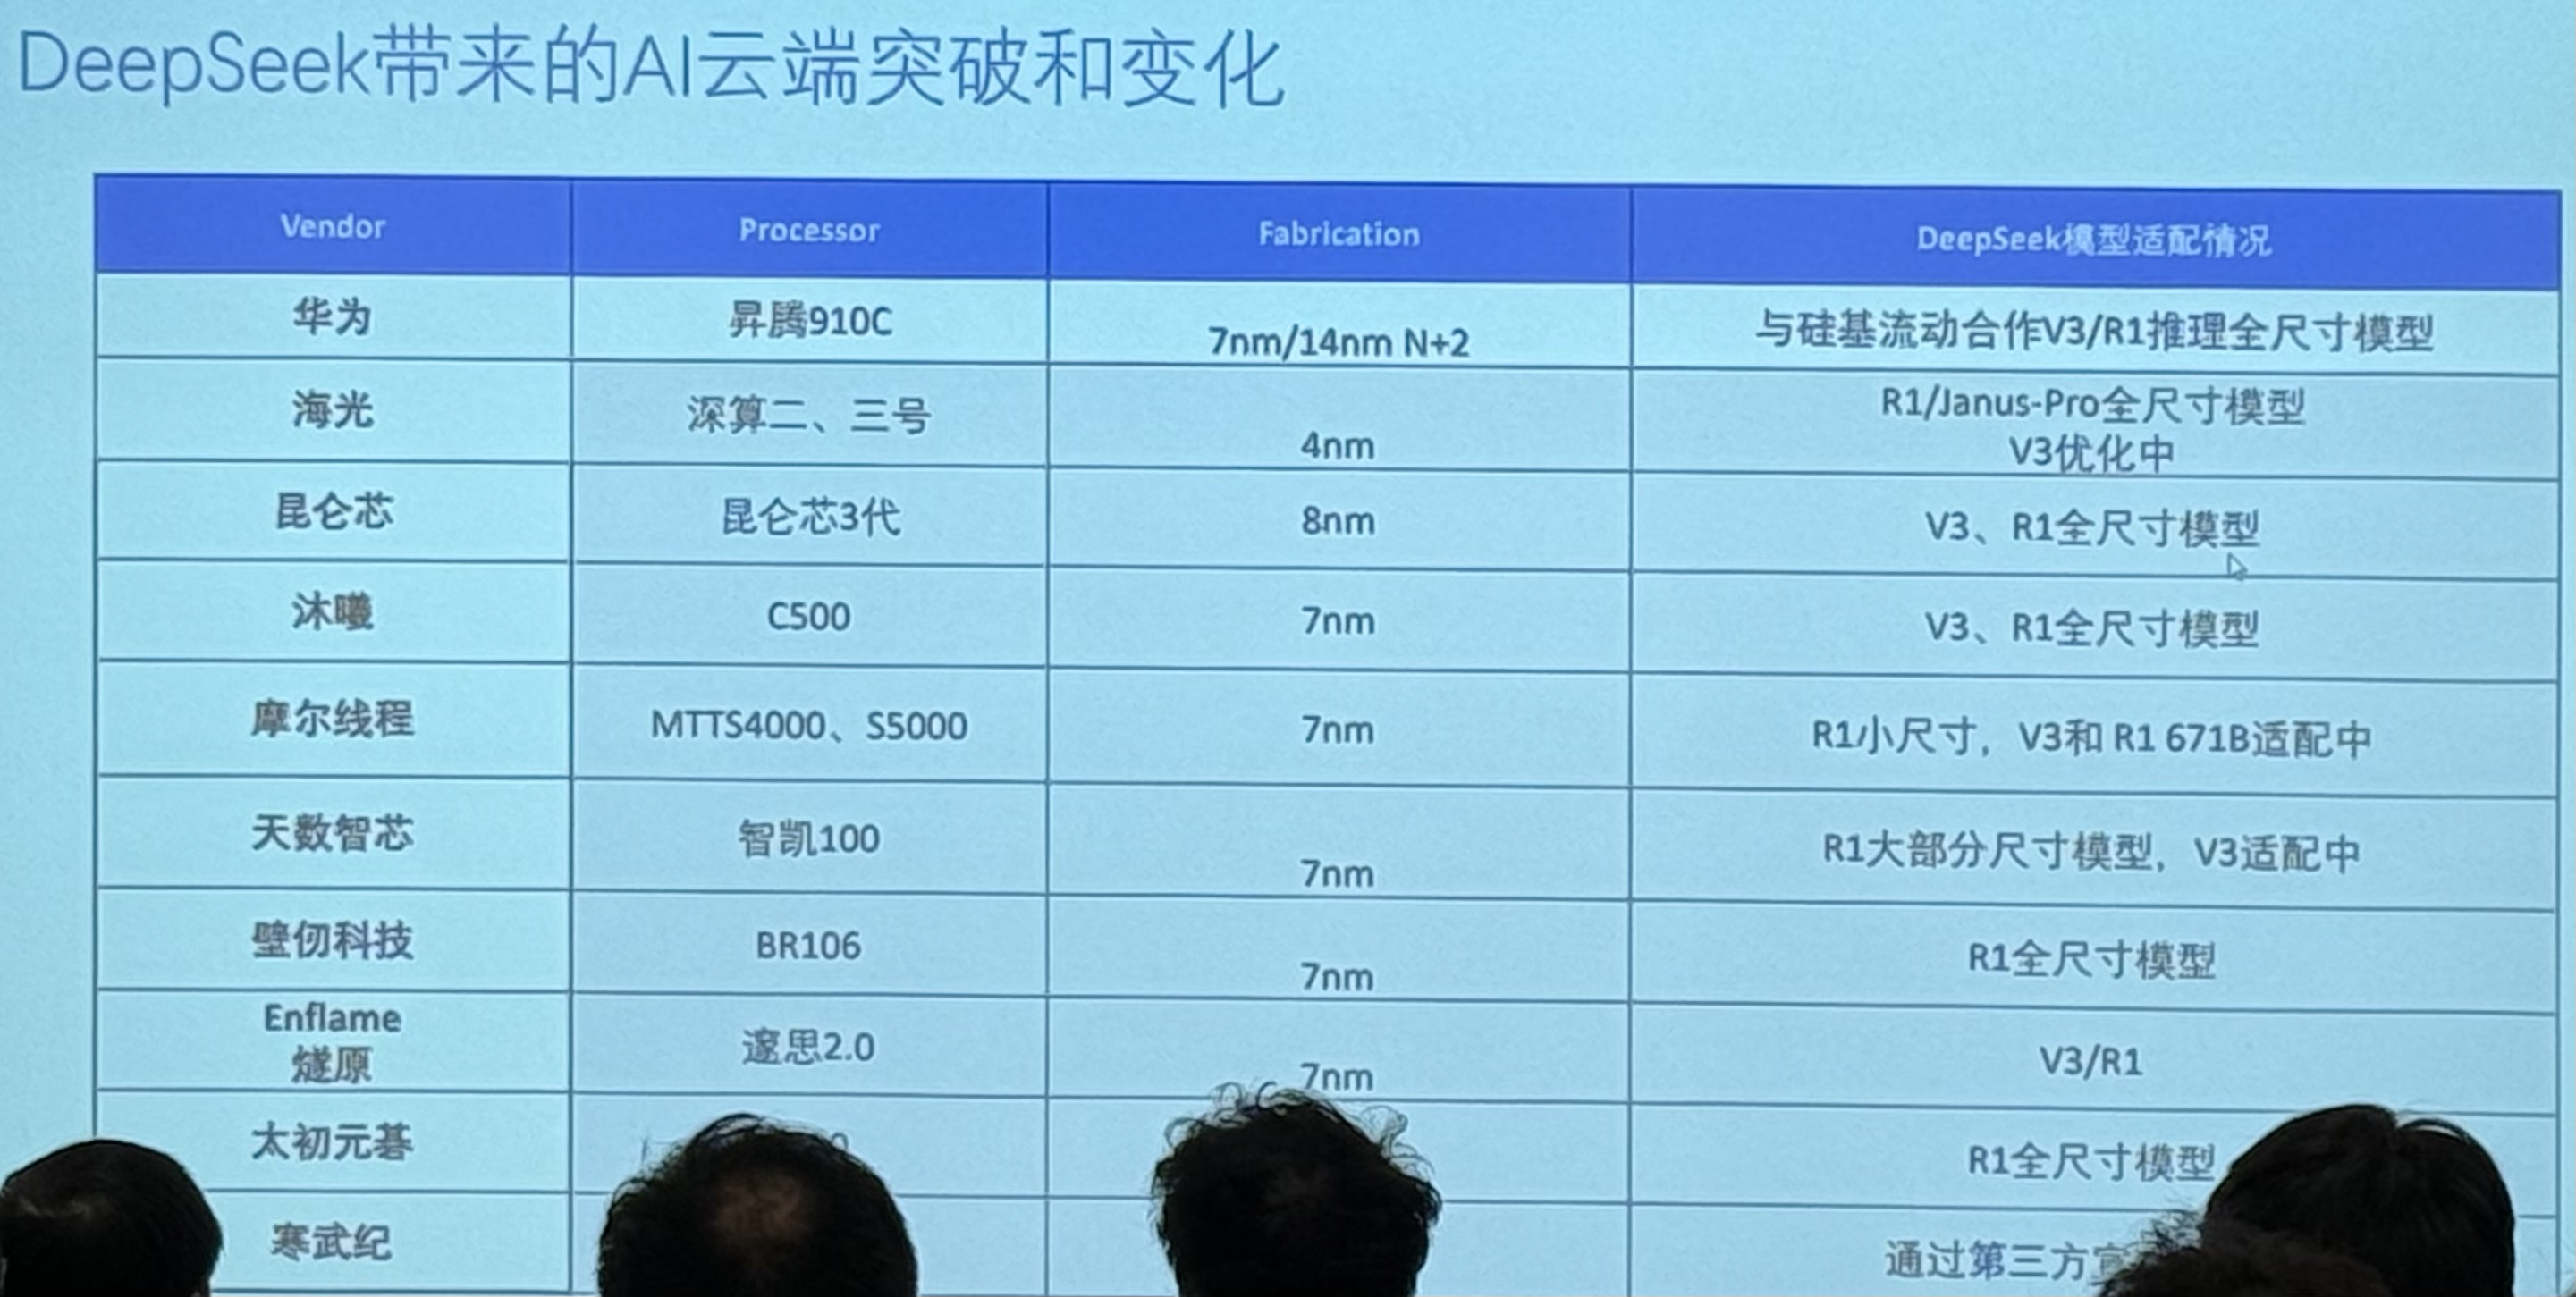 DeepSeek带来的AI云端突破和变化
Vendor Processor Fabrication DeepSeek模型适配情况
华为 昇腾910C 7nm/14nm N+2 与硅基流动合作V3/R1推理全尺寸模型
海光 深算二、三号 4nm R1/Janus-Pro全尺寸模型
V3优化中
昆仑芯 昆仑芯3代 8nm V3、R1全尺寸模型
沐曦 C500 7nm V3、R1全尺寸模型
摩尔线程 MTTS4000、S5000 7nm R1小尺寸，V3和 R1 671B适配中
天数智芯 智凯100 7nm R1大部分尺寸模型，V3适配中
壁仞科技 BR106 7nm R1全尺寸模型
Enflame
燧原 邃思2.0 7nm V3/R1
太初元碁 R1全尺寸模型
寒武纪 通过第三方